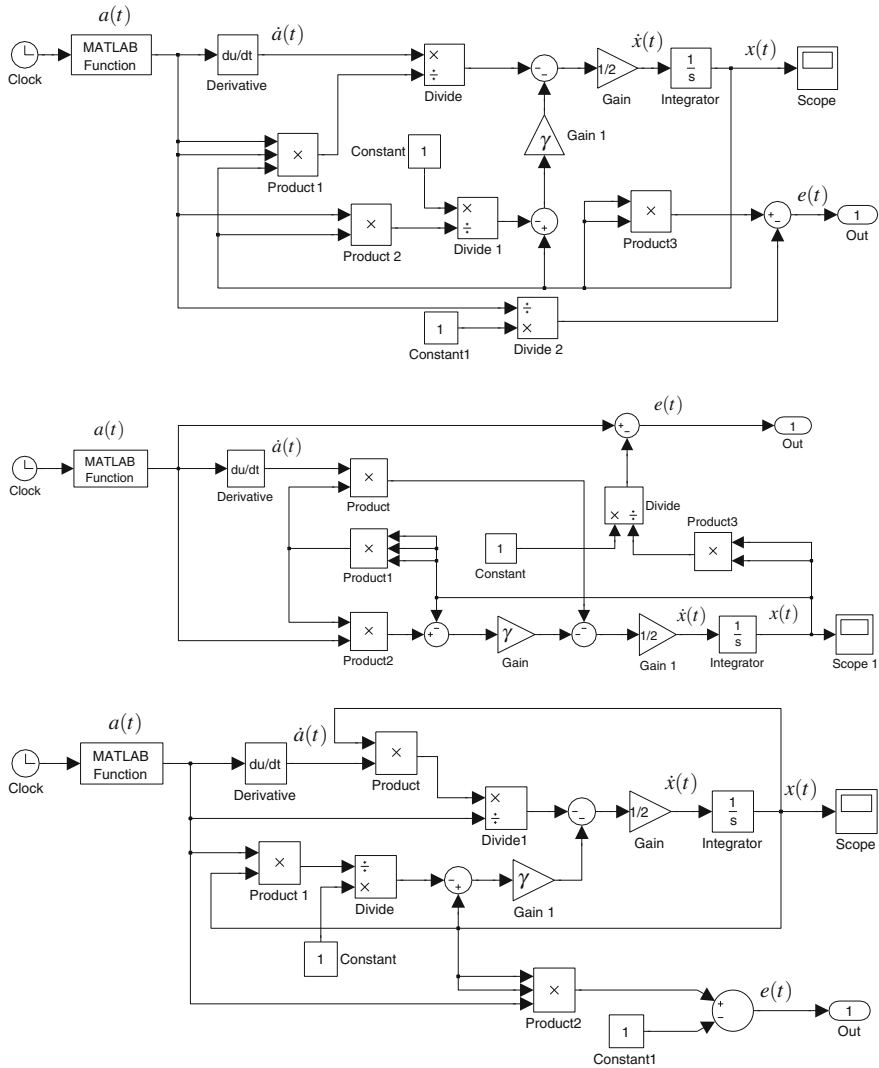 a(t)
ȧ(t)
ẋ(t)
x(t)
Clock
MATLAB
Function
du/dt
Derivative
×
÷
Divide
-
-
1/2
Gain
1
s
Integrator
Scope
×
Product 1
Constant
1
γ
Gain 1
×
Product 2
×
÷
Divide 1
-
+
×
Product3
+
-
e(t)
1
Out
1
Constant1
÷
×
Divide 2
e(t)
+
-
1
Out
a(t)
ȧ(t)
Clock
MATLAB
Function
du/dt
Derivative
×
Product
× ÷
Divide
Product3
×
1
Constant
×
Product1
×
Product2
+
-
γ
Gain
-
-
1/2
Gain 1
ẋ(t)
1
s
Integrator
x(t)
Scope 1
a(t)
ȧ(t)
Clock
MATLAB
Function
du/dt
Derivative
×
Product
×
÷
Divide1
-
-
1/2
Gain
ẋ(t)
1
s
Integrator
x(t)
Scope
×
Product 1
÷
×
Divide
-
+
γ
Gain 1
1
Constant
×
Product2
+
-
e(t)
1
Out
1
Constant1